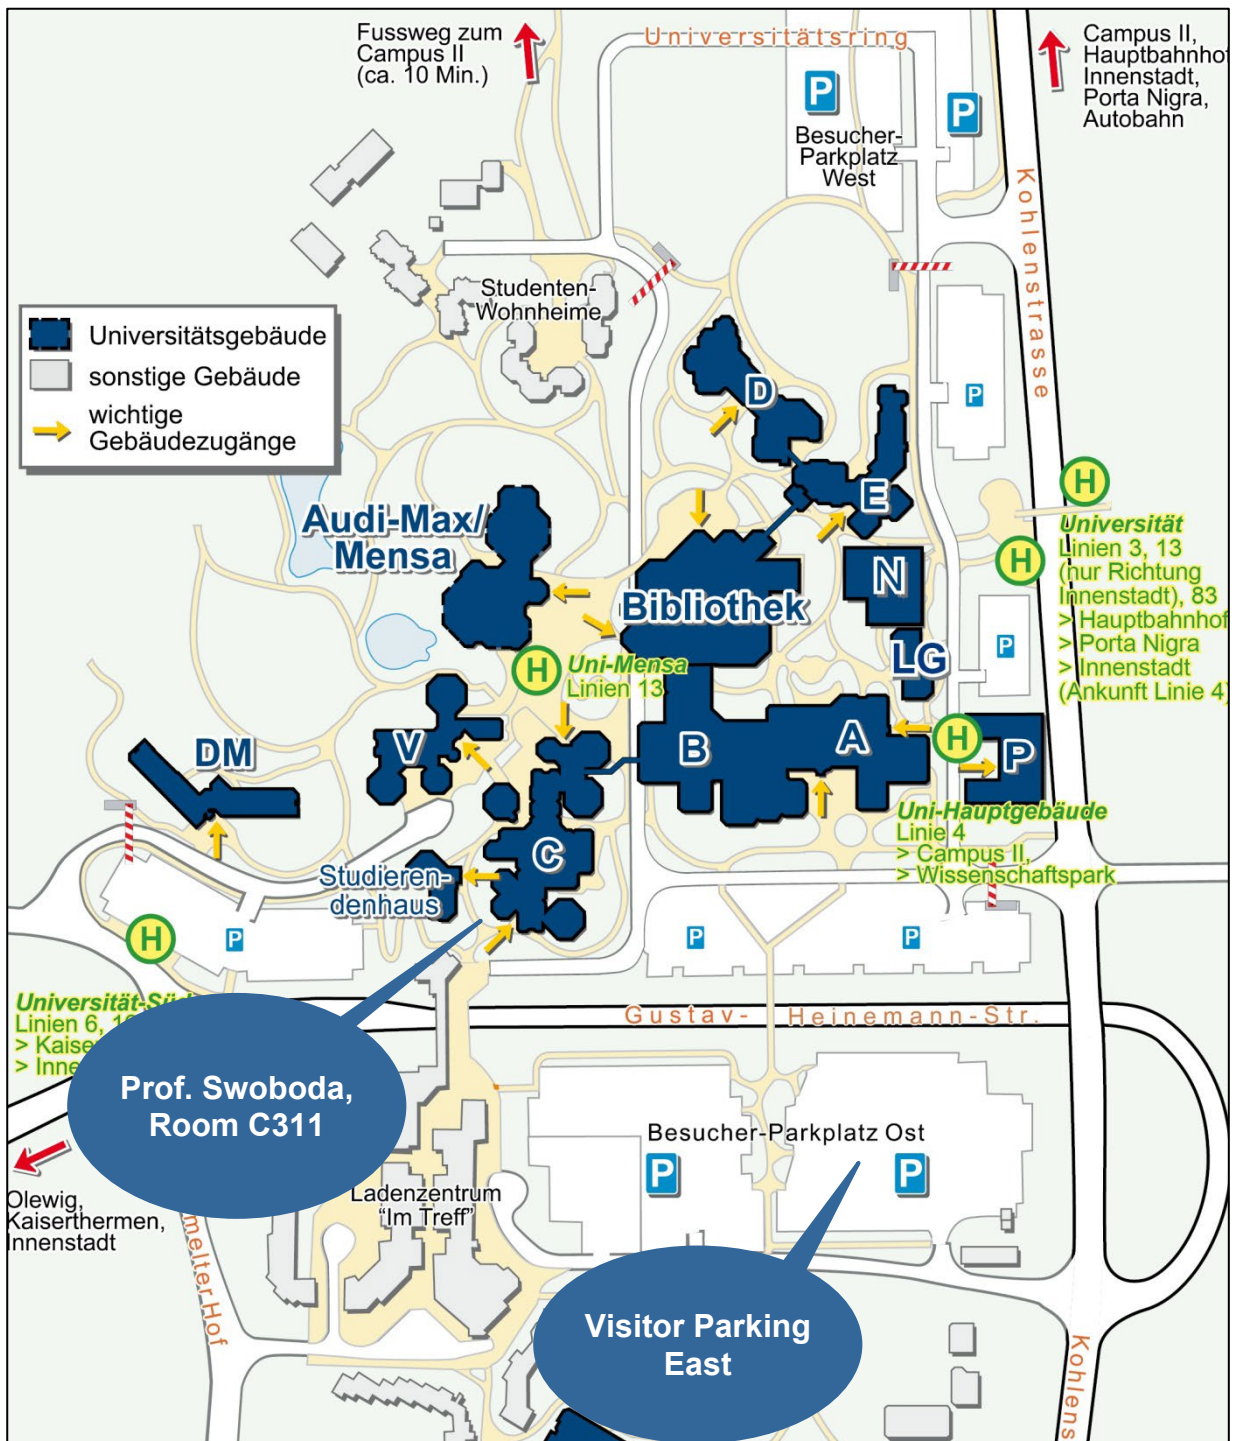 Fussweg zum
Campus II
(ca. 10 Min.)
Universitätsring
Campus II,
Hauptbahnhof
Innenstadt,
Porta Nigra,
Autobahn
P
P
Besucher-
Parkplatz
West
Kohlenstrasse
Studenten-
Wohnheime
Universitätsgebäude
sonstige Gebäude
wichtige
Gebäudezugänge
D
P
E
H
Audi-Max/
Mensa
Universität
Linien 3, 13
(nur Richtung
Innenstadt), 83
> Hauptbahnhof
> Porta Nigra
> Innenstadt
(Ankunft Linie 4)
H
N
Bibliothek
P
LG
H
Uni-Mensa
Linien 13
DM
V
B
A
H
P
Uni-Hauptgebäude
Linie 4
> Campus II,
> Wissenschaftspark
C
Studieren-
denhaus
H
P
P
P
Universität-Süd
Linien 6,
>
>
Gustav- Heinemann-Str.
Prof. Swoboda,
Room C311
Besucher-Parkplatz Ost
P
P
Olewig,
Kaiserthermen,
Innenstadt
Ladenzentrum
"Im Treff"
Hof
Visitor Parking
East